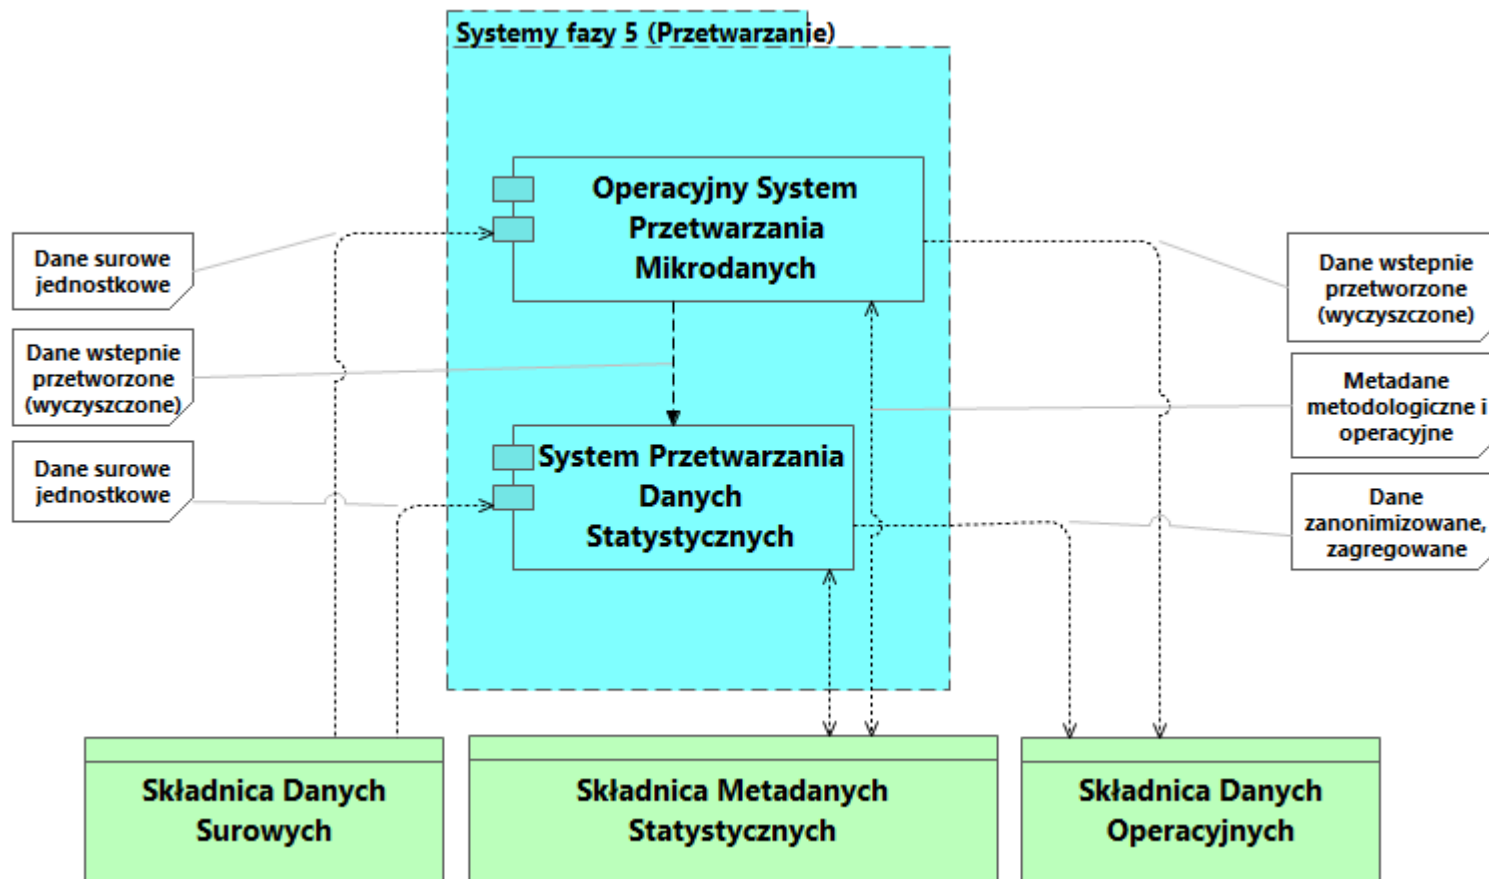 Systemy fazy 5 (Przetwarzanie)
Operacyjny System
Przetwarzania
Mikrodanych
Dane surowe
jednostkowe
Dane wstepnie
przetworzone
(wyczyszczone)
Dane wstepnie
przetworzone
(wyczyszczone)
Metadane
metodologiczne i
operacyjne
Dane surowe
jednostkowe
System Przetwarzania
Danych
Statystycznych
Dane
zanonimizowane,
zagregowane
Składnica Danych
Surowych
Składnica Metadanych
Statystycznych
Składnica Danych
Operacyjnych